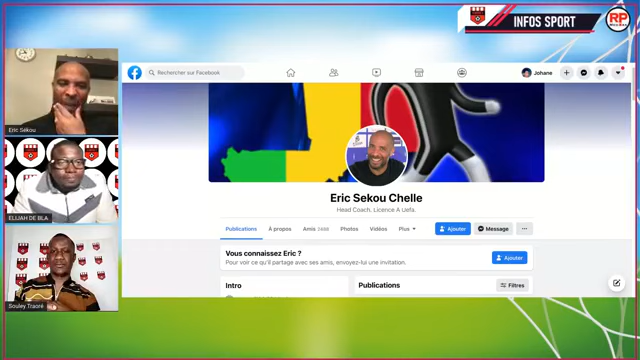 INFOS SPORT
RP
Rechercher sur Facebook
Johane
Eric Sékou
ELIJAH DE BLA
Souley Traoré
Eric Sekou Chelle
Head Coach. Licence A Uefa.
Publications
À propos
Amis
Photos
Vidéos
Plus
Ajouter
Message
Vous connaissez Eric ?
Pour voir ce qu'il partage avec ses amis, envoyez-lui une invitation.
Ajouter
Intro
Publications
Filtres